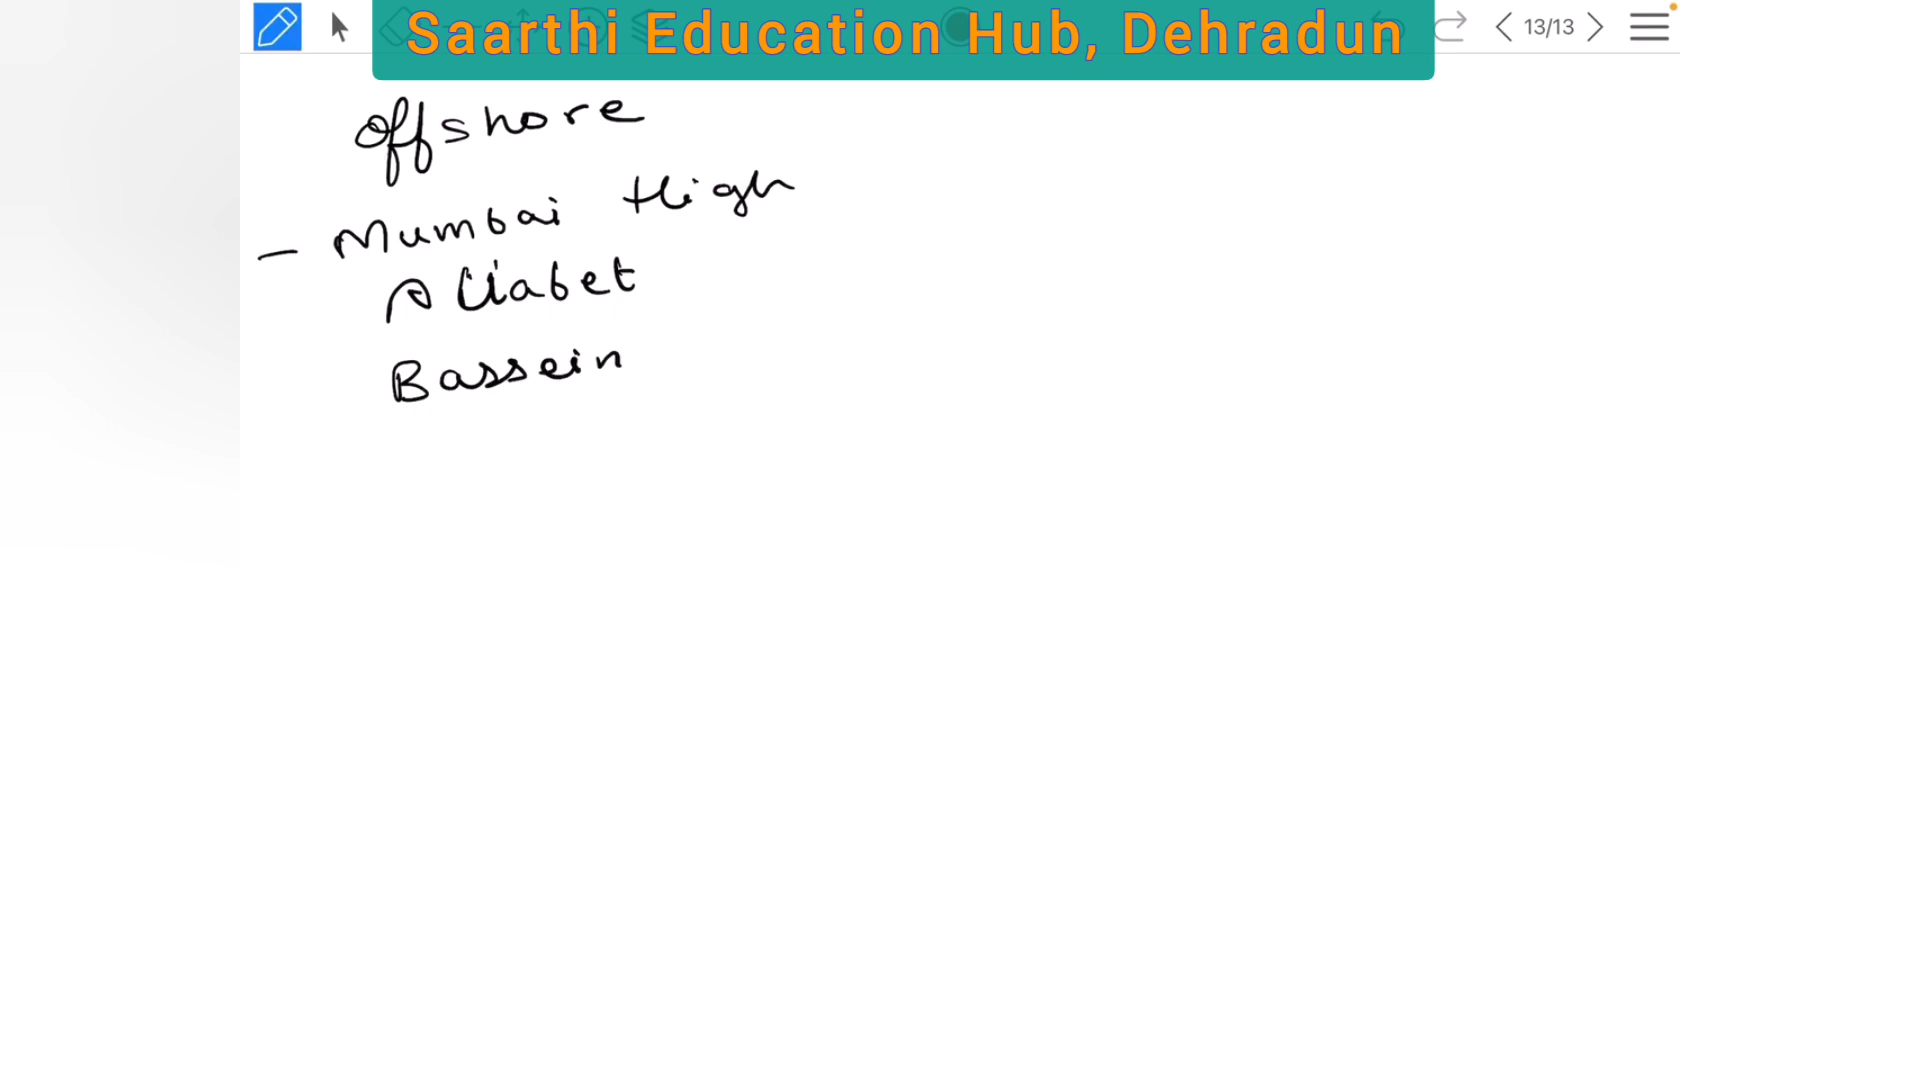 Saarthi Education Hub, Dehradun
13/13
Offshore
- Mumbai High
Aliabet
Bassein